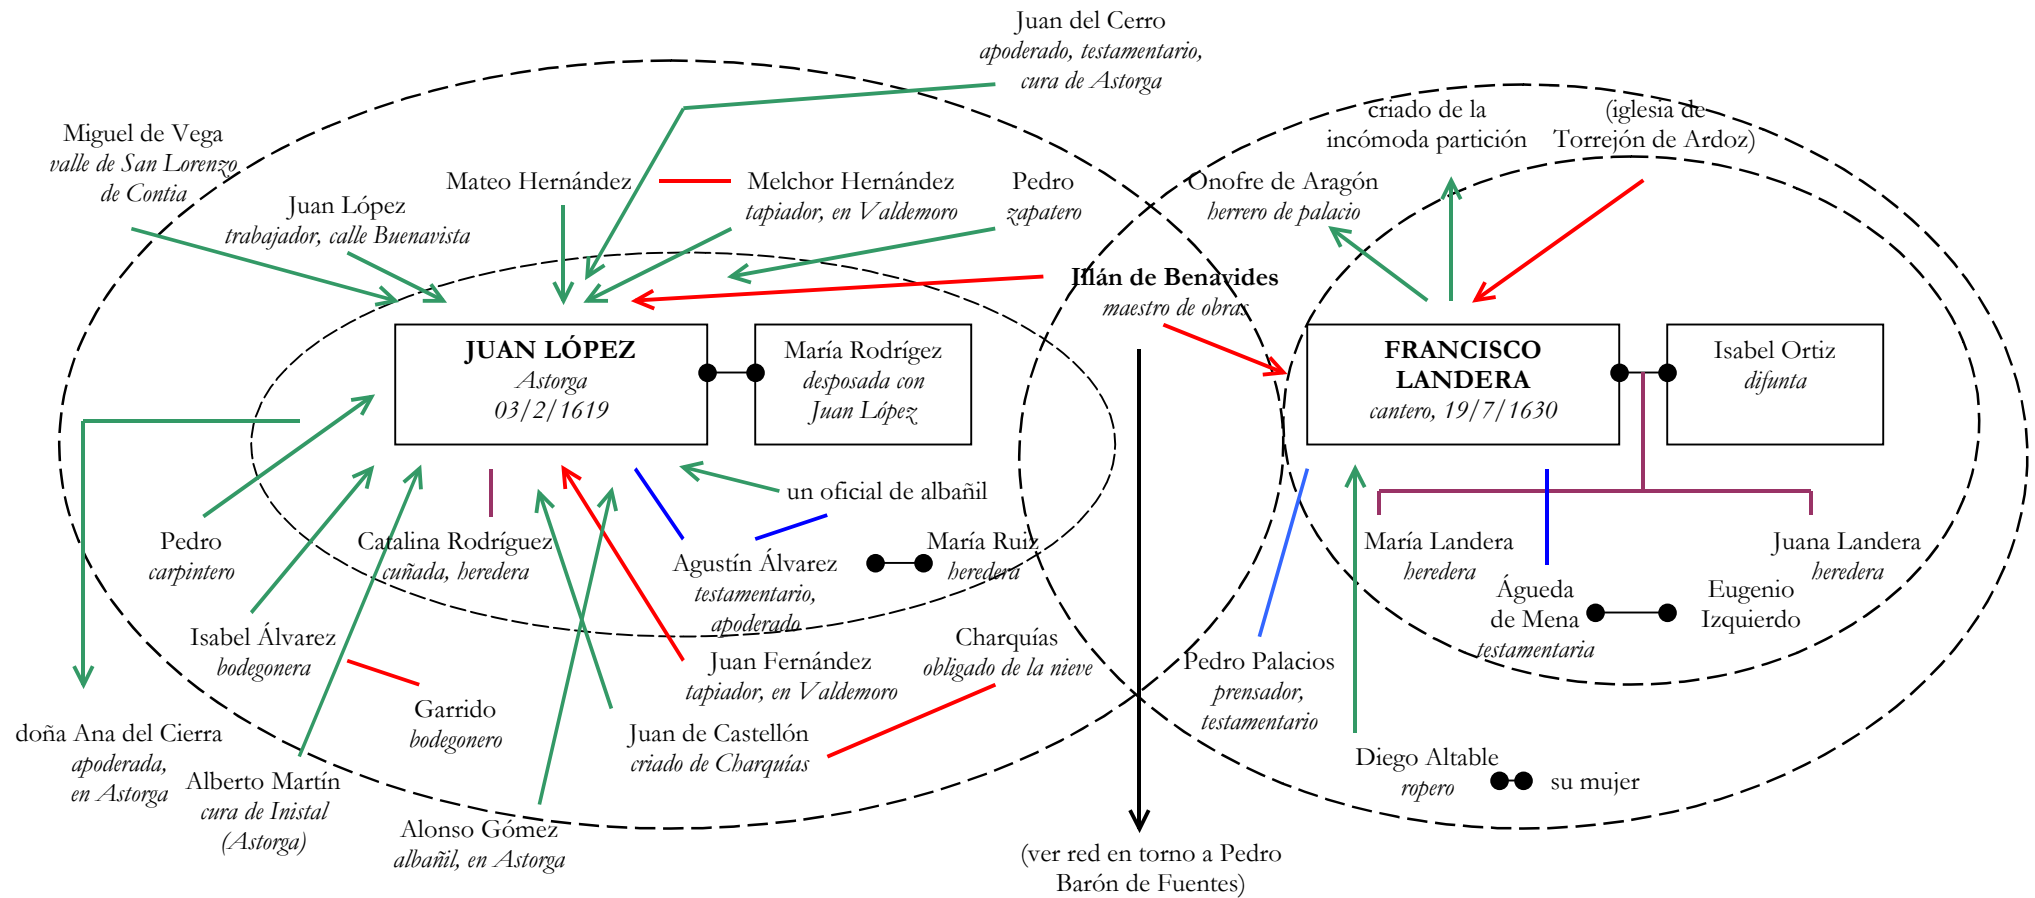 Juan del Cerro
apoderado, testamentario,
cura de Astorga
Miguel de Vega
valle de San Lorenzo
de Contia
Juan López
trabajador, calle Buenavista
Mateo Hernández
Melchor Hernández
tapiador, en Valdemoro
Pedro
zapatero
criado de la
incómoda partición
(iglesia de
Torrejón de Ardoz)
Onofre de Aragón
herrero de palacio
Illán de Benavides
maestro de obras
JUAN LÓPEZ
Astorga
03/2/1619
María Rodrígez
desposada con
Juan López
FRANCISCO
LANDERA
cantero, 19/7/1630
Isabel Ortiz
difunta
un oficial de albañil
Pedro
carpintero
Catalina Rodríguez
cuñada, heredera
Agustín Álvarez
testamentario,
apoderado
María Ruiz
heredera
María Landera
heredera
Juana Landera
heredera
Águeda
de Mena
testamentaria
Eugenio
Izquierdo
Isabel Álvarez
bodegonera
Garrido
bodegonero
Juan Fernández
tapiador, en Valdemoro
Charquías
obligado de la nieve
Pedro Palacios
prensador,
testamentario
doña Ana del Cierra
apoderada,
en Astorga
Alberto Martín
cura de Inistal
(Astorga)
Juan de Castellón
criado de Charquías
Diego Altable
ropero
su mujer
Alonso Gómez
albañil, en Astorga
(ver red en torno a Pedro
Barón de Fuentes)